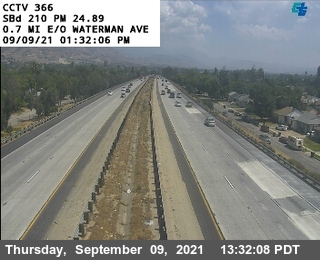 CCTV 366
SBd 210 PM 24.89
0.7 MI E/O WATERMAN AVE
09/09/21 01:32:06 PM
Thursday, September 09, 2021 13:32:08 PDT